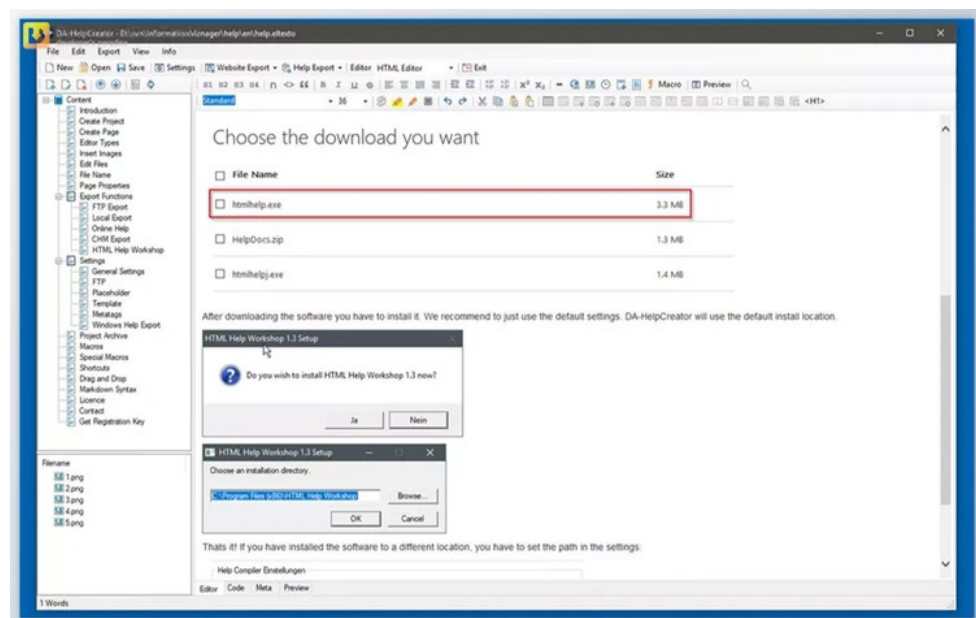 DA-HelpCreator - D:\svn\InformationManager\help\en\help.eltexto
File Edit Export View Info
New Open Save Settings Website Export Help Export Editor HTML Editor Exit
H1 H2 H3 H4 Macro Preview
Standard 16 <H1>
Content
Introduction
Create Project
Create Page
Editor Types
Insert Images
Edit Files
File Name
Page Properties
Export Functions
FTP Export
Local Export
Online Help
CHM Export
HTML Help Workshop
Settings
General Settings
FTP
Placeholder
Template
Metatags
Windows Help Export
Project Archive
Macros
Special Macros
Shortcuts
Drag and Drop
Markdown Syntax
Licence
Contact
Get Registration Key
Filename
1.png
2.png
3.png
4.png
5.png
Choose the download you want
File Name Size
htmlhelp.exe 3.3 MB
HelpDocs.zip 1.3 MB
htmlhelpj.exe 1.4 MB
After downloading the software you have to install it. We recommend to just use the default settings. DA-HelpCreator will use the default install location.
HTML Help Workshop 1.3 Setup
Do you wish to install HTML Help Workshop 1.3 now?
Ja Nein
HTML Help Workshop 1.3 Setup
Choose an installation directory.
C:\Program Files (x86)\HTML Help Workshop Browse...
OK Cancel
Thats it! If you have installed the software to a different location, you have to set the path in the settings:
Help Compiler Einstellungen
Editor Code Meta Preview
1 Words